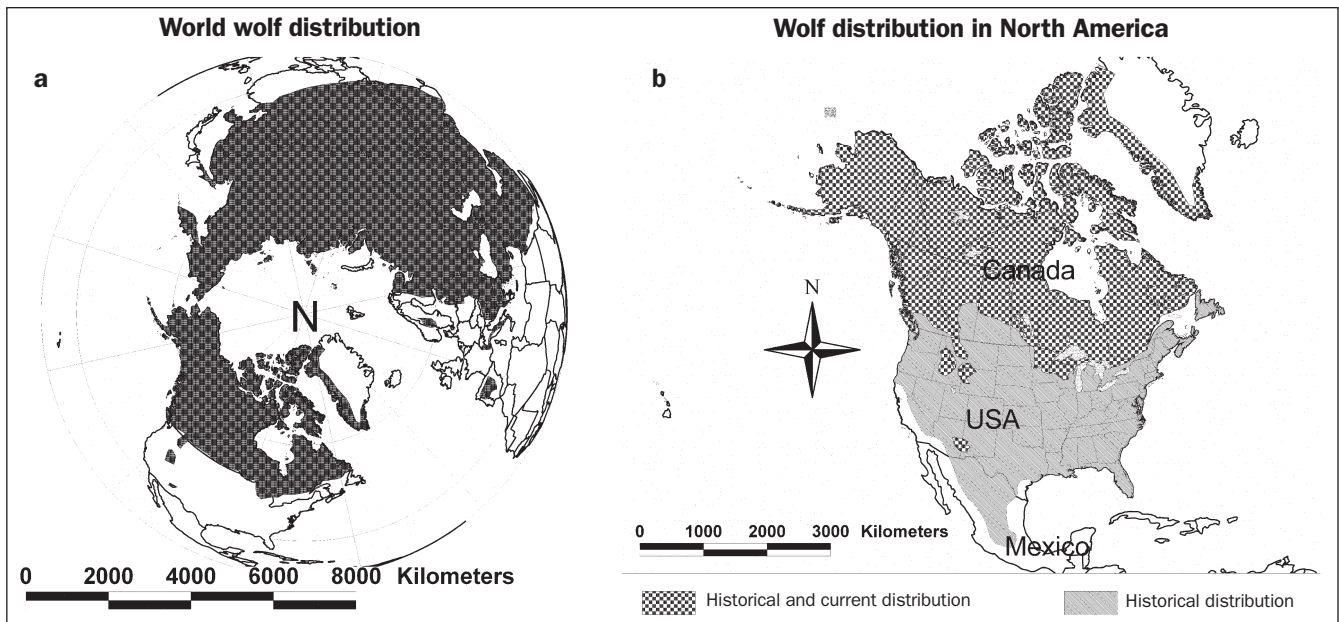 World wolf distribution
Wolf distribution in North America
a
b
N
N
Canada
USA
Mexico
0 2000 4000 6000 8000 Kilometers
0 1000 2000 3000 Kilometers
Historical and current distribution
Historical distribution